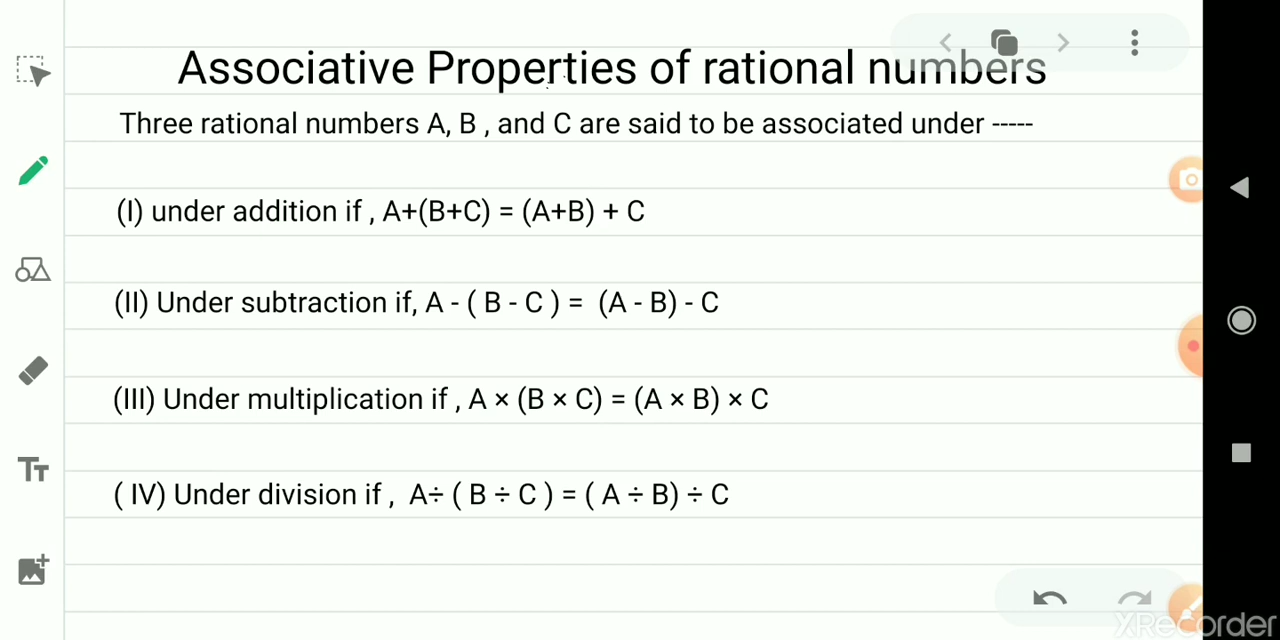 Associative Properties of rational numbers
Three rational numbers A, B , and C are said to be associated under -----
(I) under addition if , A+(B+C) = (A+B) + C
(II) Under subtraction if, A - ( B - C ) = (A - B) - C
(III) Under multiplication if , A × (B × C) = (A × B) × C
( IV) Under division if , A÷ ( B ÷ C ) = ( A ÷ B) ÷ C
TT
XRecorder